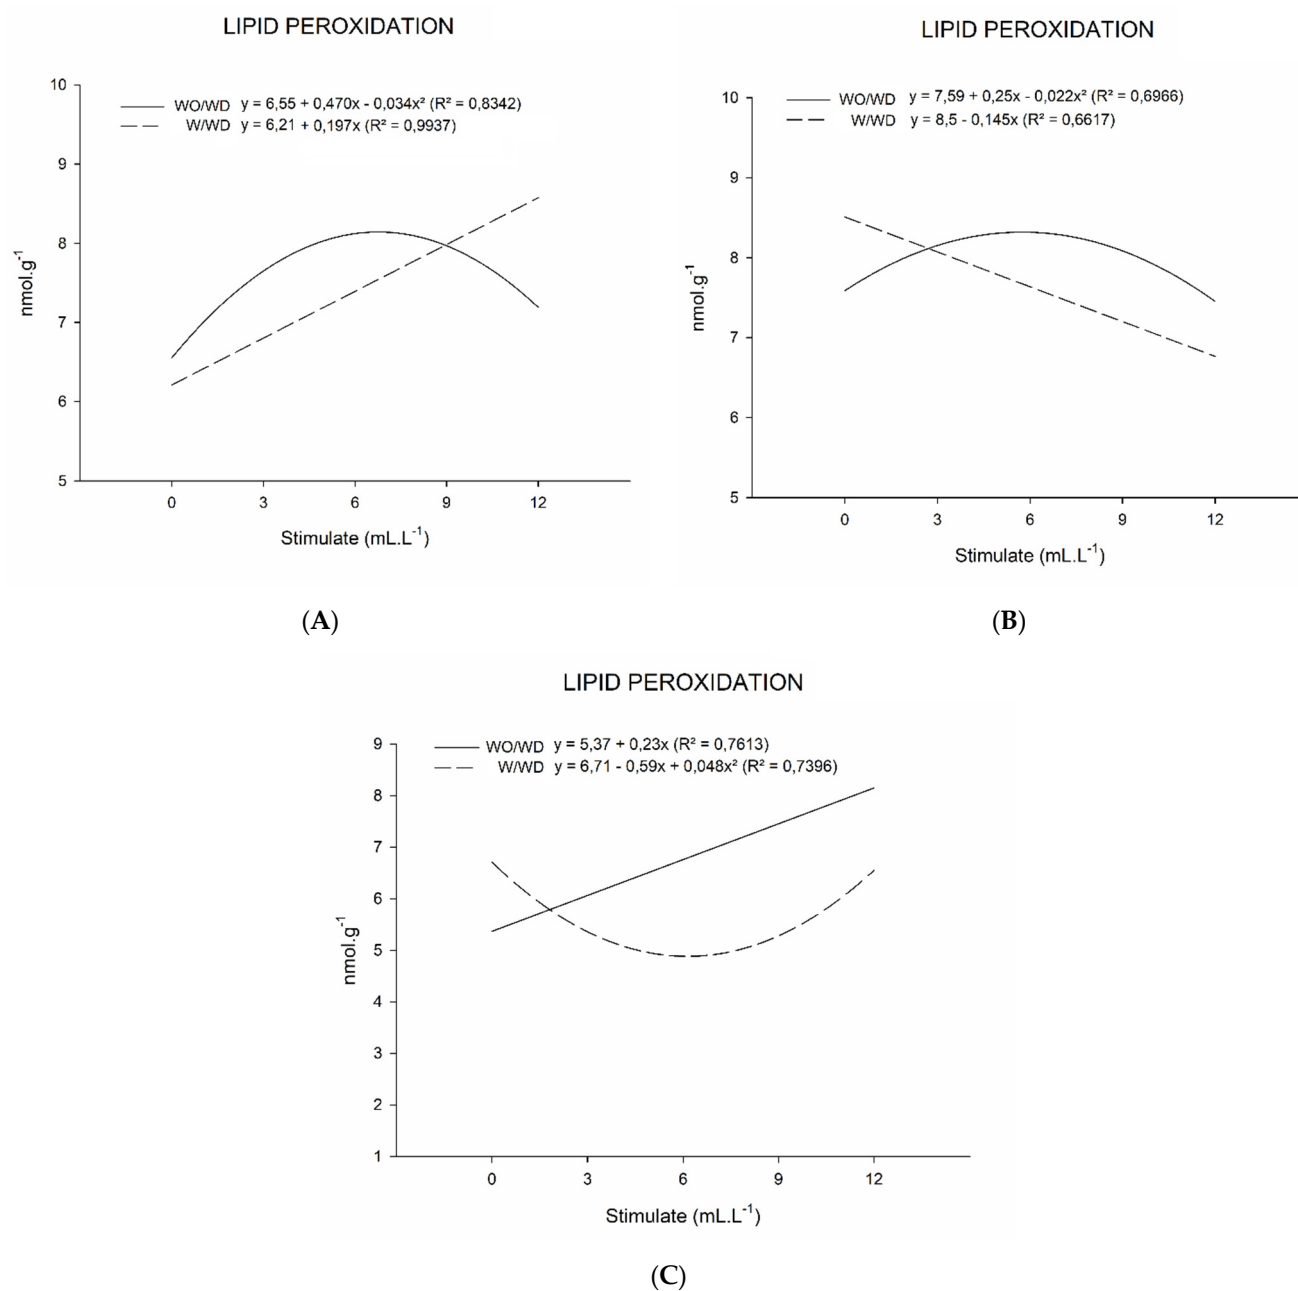 LIPID PEROXIDATION
WO/WD y = 6,55 + 0,470x - 0,034x² (R² = 0,8342)
W/WD y = 6,21 + 0,197x (R² = 0,9937)
10
9
8
7
6
5
nmol.g⁻¹
0 3 6 9 12
Stimulate (mL.L⁻¹)
(A)
LIPID PEROXIDATION
WO/WD y = 7,59 + 0,25x - 0,022x² (R² = 0,6966)
W/WD y = 8,5 - 0,145x (R² = 0,6617)
10
9
8
7
6
5
nmol.g⁻¹
0 3 6 9 12
Stimulate (mL.L⁻¹)
(B)
LIPID PEROXIDATION
WO/WD y = 5,37 + 0,23x (R² = 0,7613)
W/WD y = 6,71 - 0,59x + 0,048x² (R² = 0,7396)
9
8
7
6
5
4
3
2
1
nmol.g⁻¹
0 3 6 9 12
Stimulate (mL.L⁻¹)
(C)